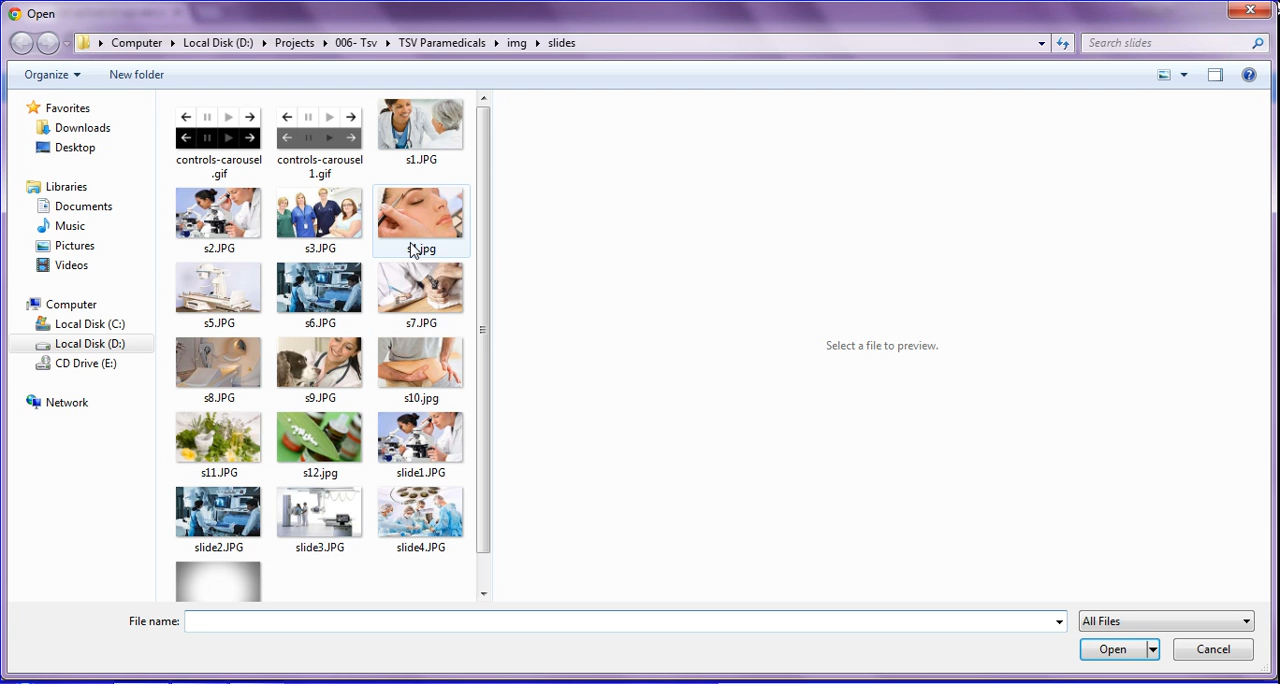 Open
Computer Local Disk (D:) Projects 006- Tsv TSV Paramedicals img slides
Search slides
Organize New folder
Favorites
Downloads
Desktop
Libraries
Documents
Music
Pictures
Videos
Computer
Local Disk (C:)
Local Disk (D:)
CD Drive (E:)
Network
controls-carousel
.gif
controls-carousel
1.gif
s1.JPG
s2.JPG s3.JPG
s5.JPG s6.JPG s7.JPG
s8.JPG s9.JPG s10.jpg
s11.JPG s12.jpg slide1.JPG
slide2.JPG slide3.JPG slide4.JPG
Select a file to preview.
File name:
All Files
Open Cancel